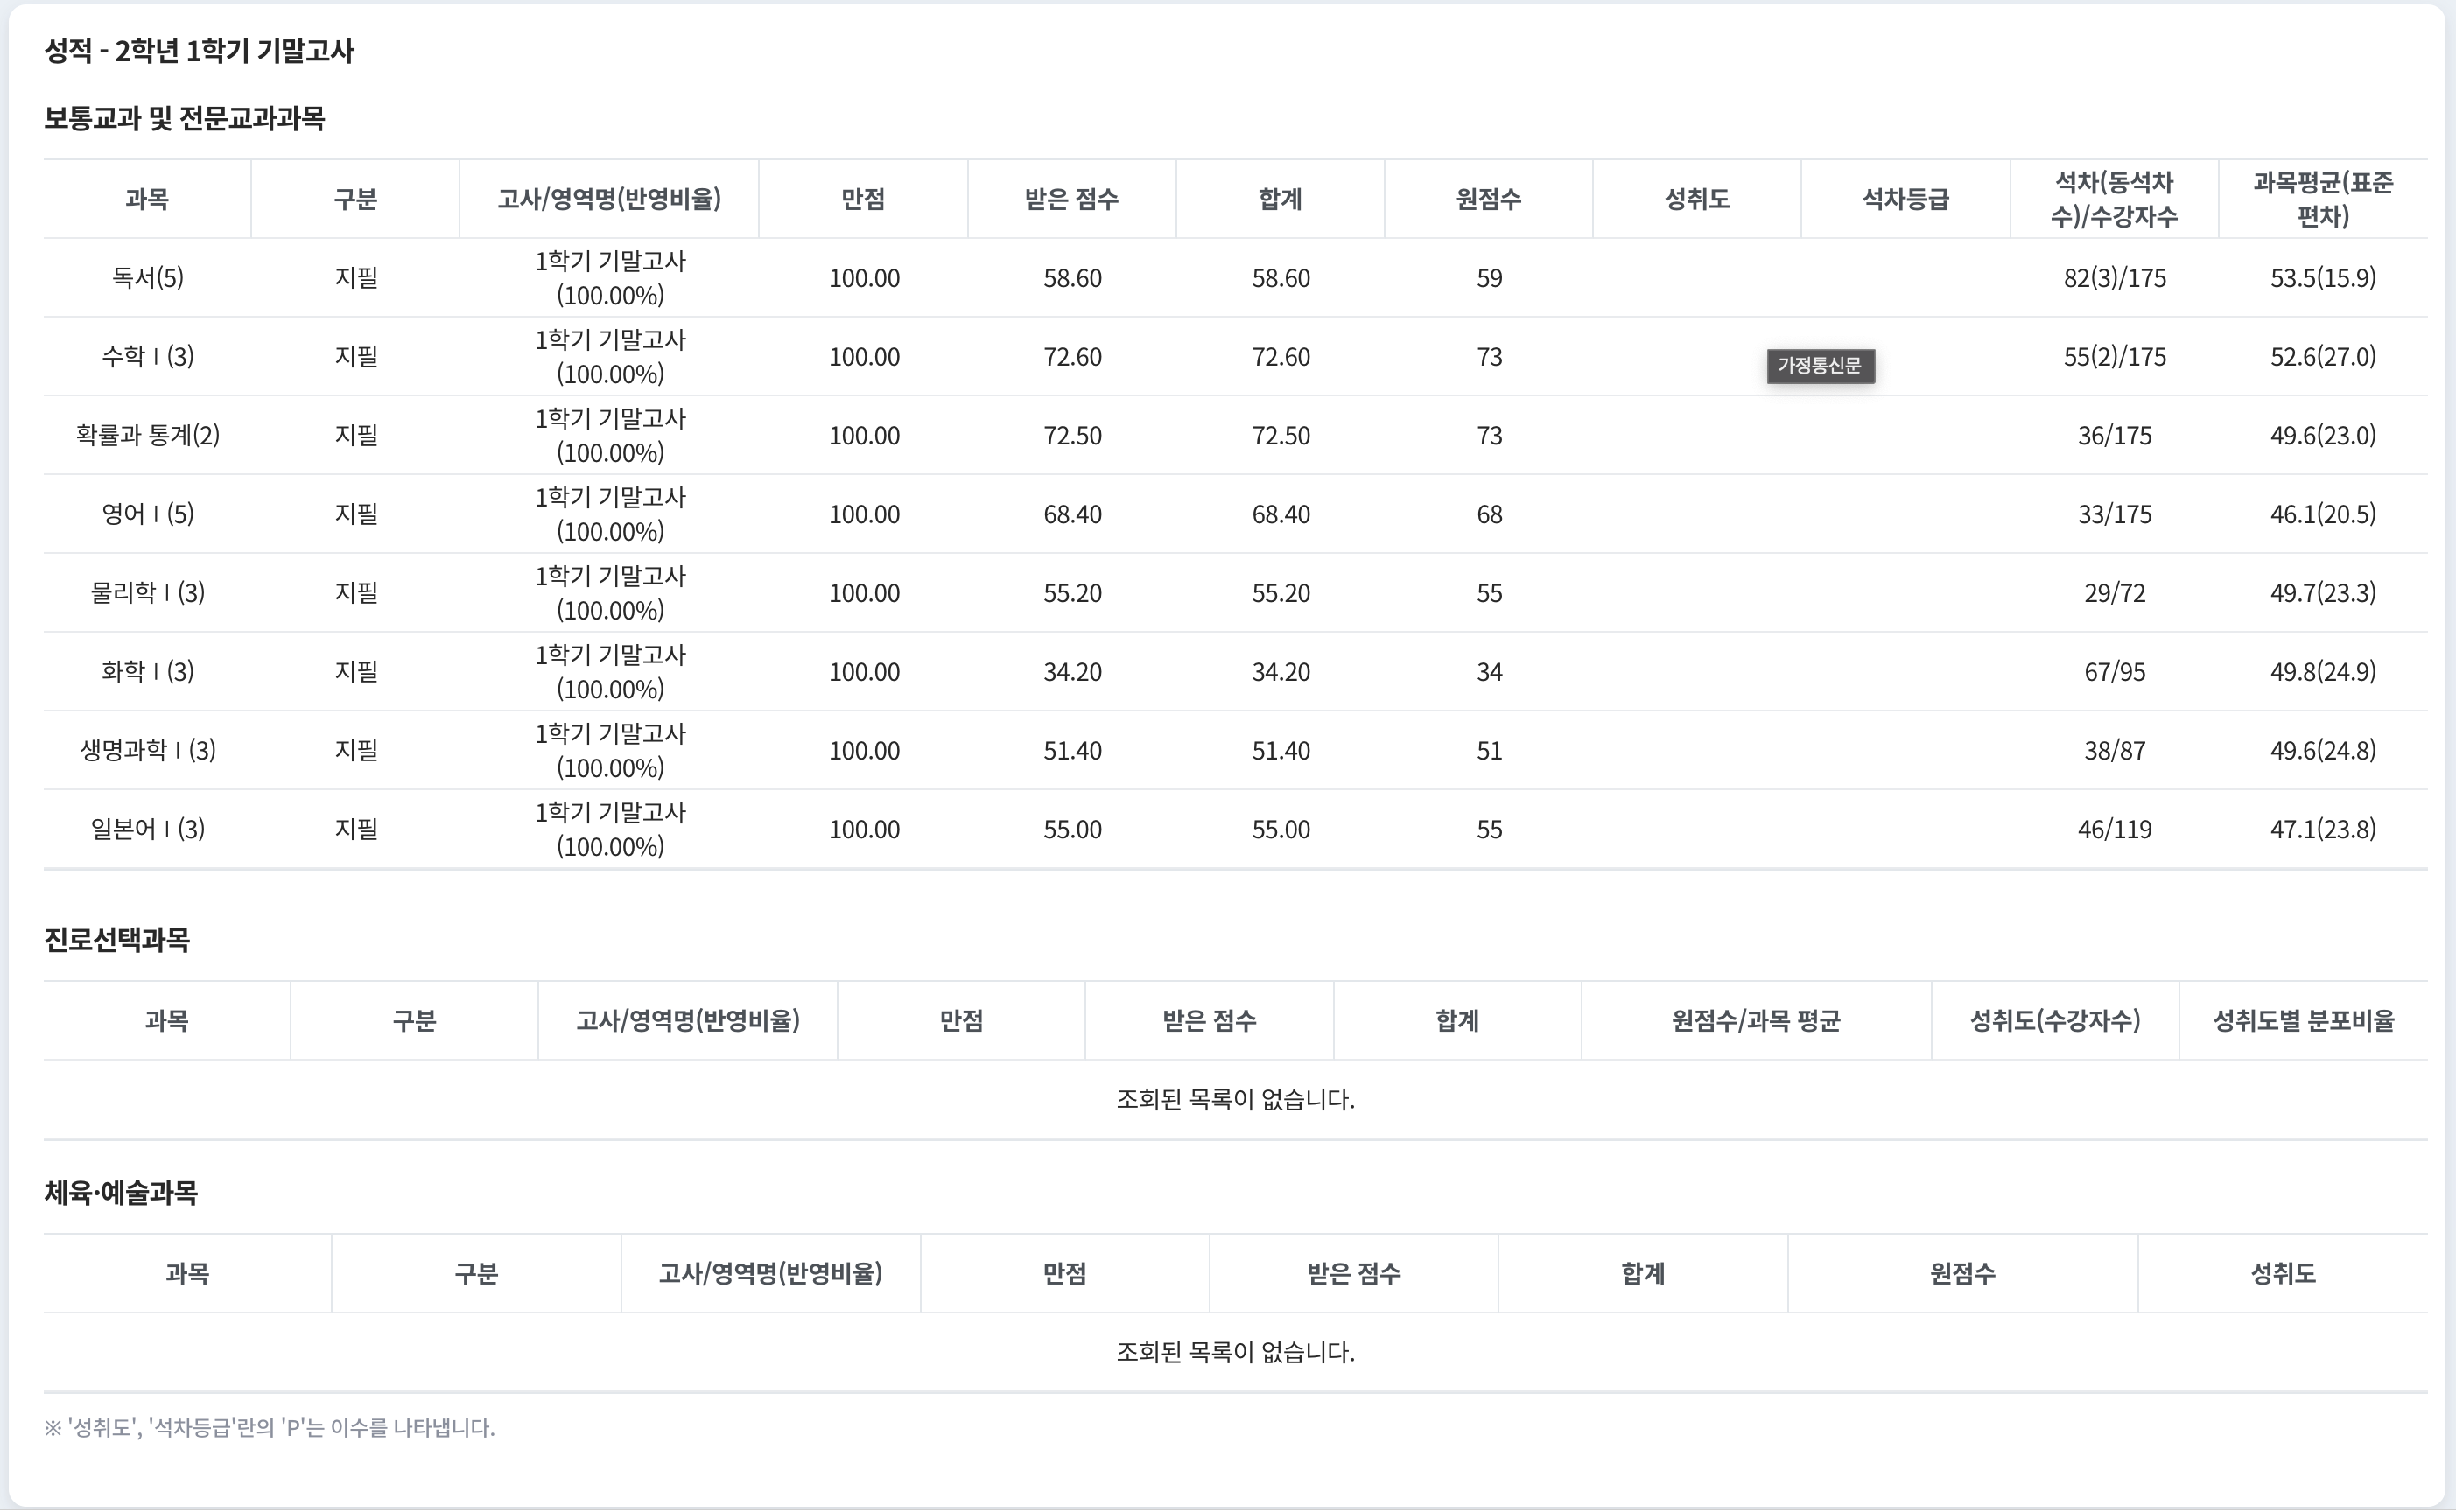 성적 - 2학년 1학기 기말고사
보통교과 및 전문교과과목
과목 구분 고사/영역명(반영비율) 만점 받은 점수 합계 원점수 성취도 석차등급 석차(동석차
수)/수강자수 과목평균(표준
편차)
독서(5) 지필 1학기 기말고사
(100.00%) 100.00 58.60 58.60 59 82(3)/175 53.5(15.9)
수학Ⅰ(3) 지필 1학기 기말고사
(100.00%) 100.00 72.60 72.60 73 55(2)/175 52.6(27.0)
가정통신문
확률과 통계(2) 지필 1학기 기말고사
(100.00%) 100.00 72.50 72.50 73 36/175 49.6(23.0)
영어Ⅰ(5) 지필 1학기 기말고사
(100.00%) 100.00 68.40 68.40 68 33/175 46.1(20.5)
물리학Ⅰ(3) 지필 1학기 기말고사
(100.00%) 100.00 55.20 55.20 55 29/72 49.7(23.3)
화학Ⅰ(3) 지필 1학기 기말고사
(100.00%) 100.00 34.20 34.20 34 67/95 49.8(24.9)
생명과학Ⅰ(3) 지필 1학기 기말고사
(100.00%) 100.00 51.40 51.40 51 38/87 49.6(24.8)
일본어Ⅰ(3) 지필 1학기 기말고사
(100.00%) 100.00 55.00 55.00 55 46/119 47.1(23.8)
진로선택과목
과목 구분 고사/영역명(반영비율) 만점 받은 점수 합계 원점수/과목 평균 성취도(수강자수) 성취도별 분포비율
조회된 목록이 없습니다.
체육·예술과목
과목 구분 고사/영역명(반영비율) 만점 받은 점수 합계 원점수 성취도
조회된 목록이 없습니다.
※ '성취도', '석차등급'란의 'P'는 이수를 나타냅니다.